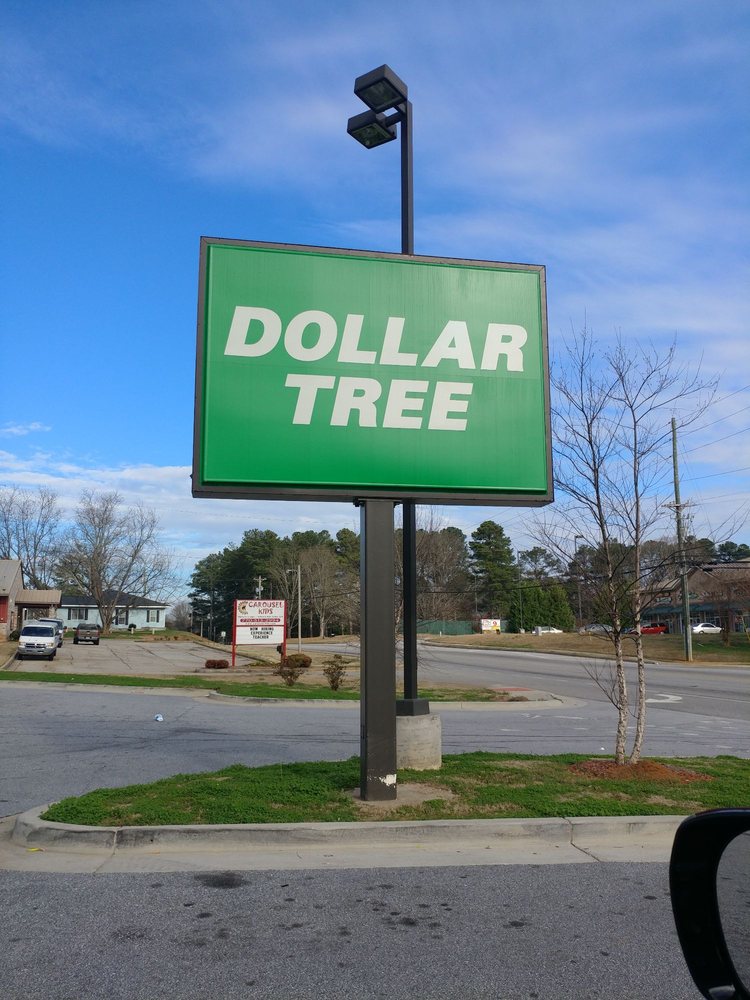 DOLLAR
TREE
CAROUSEL
KIDS
NOW HIRING
EXPERIENCE
TEACHER